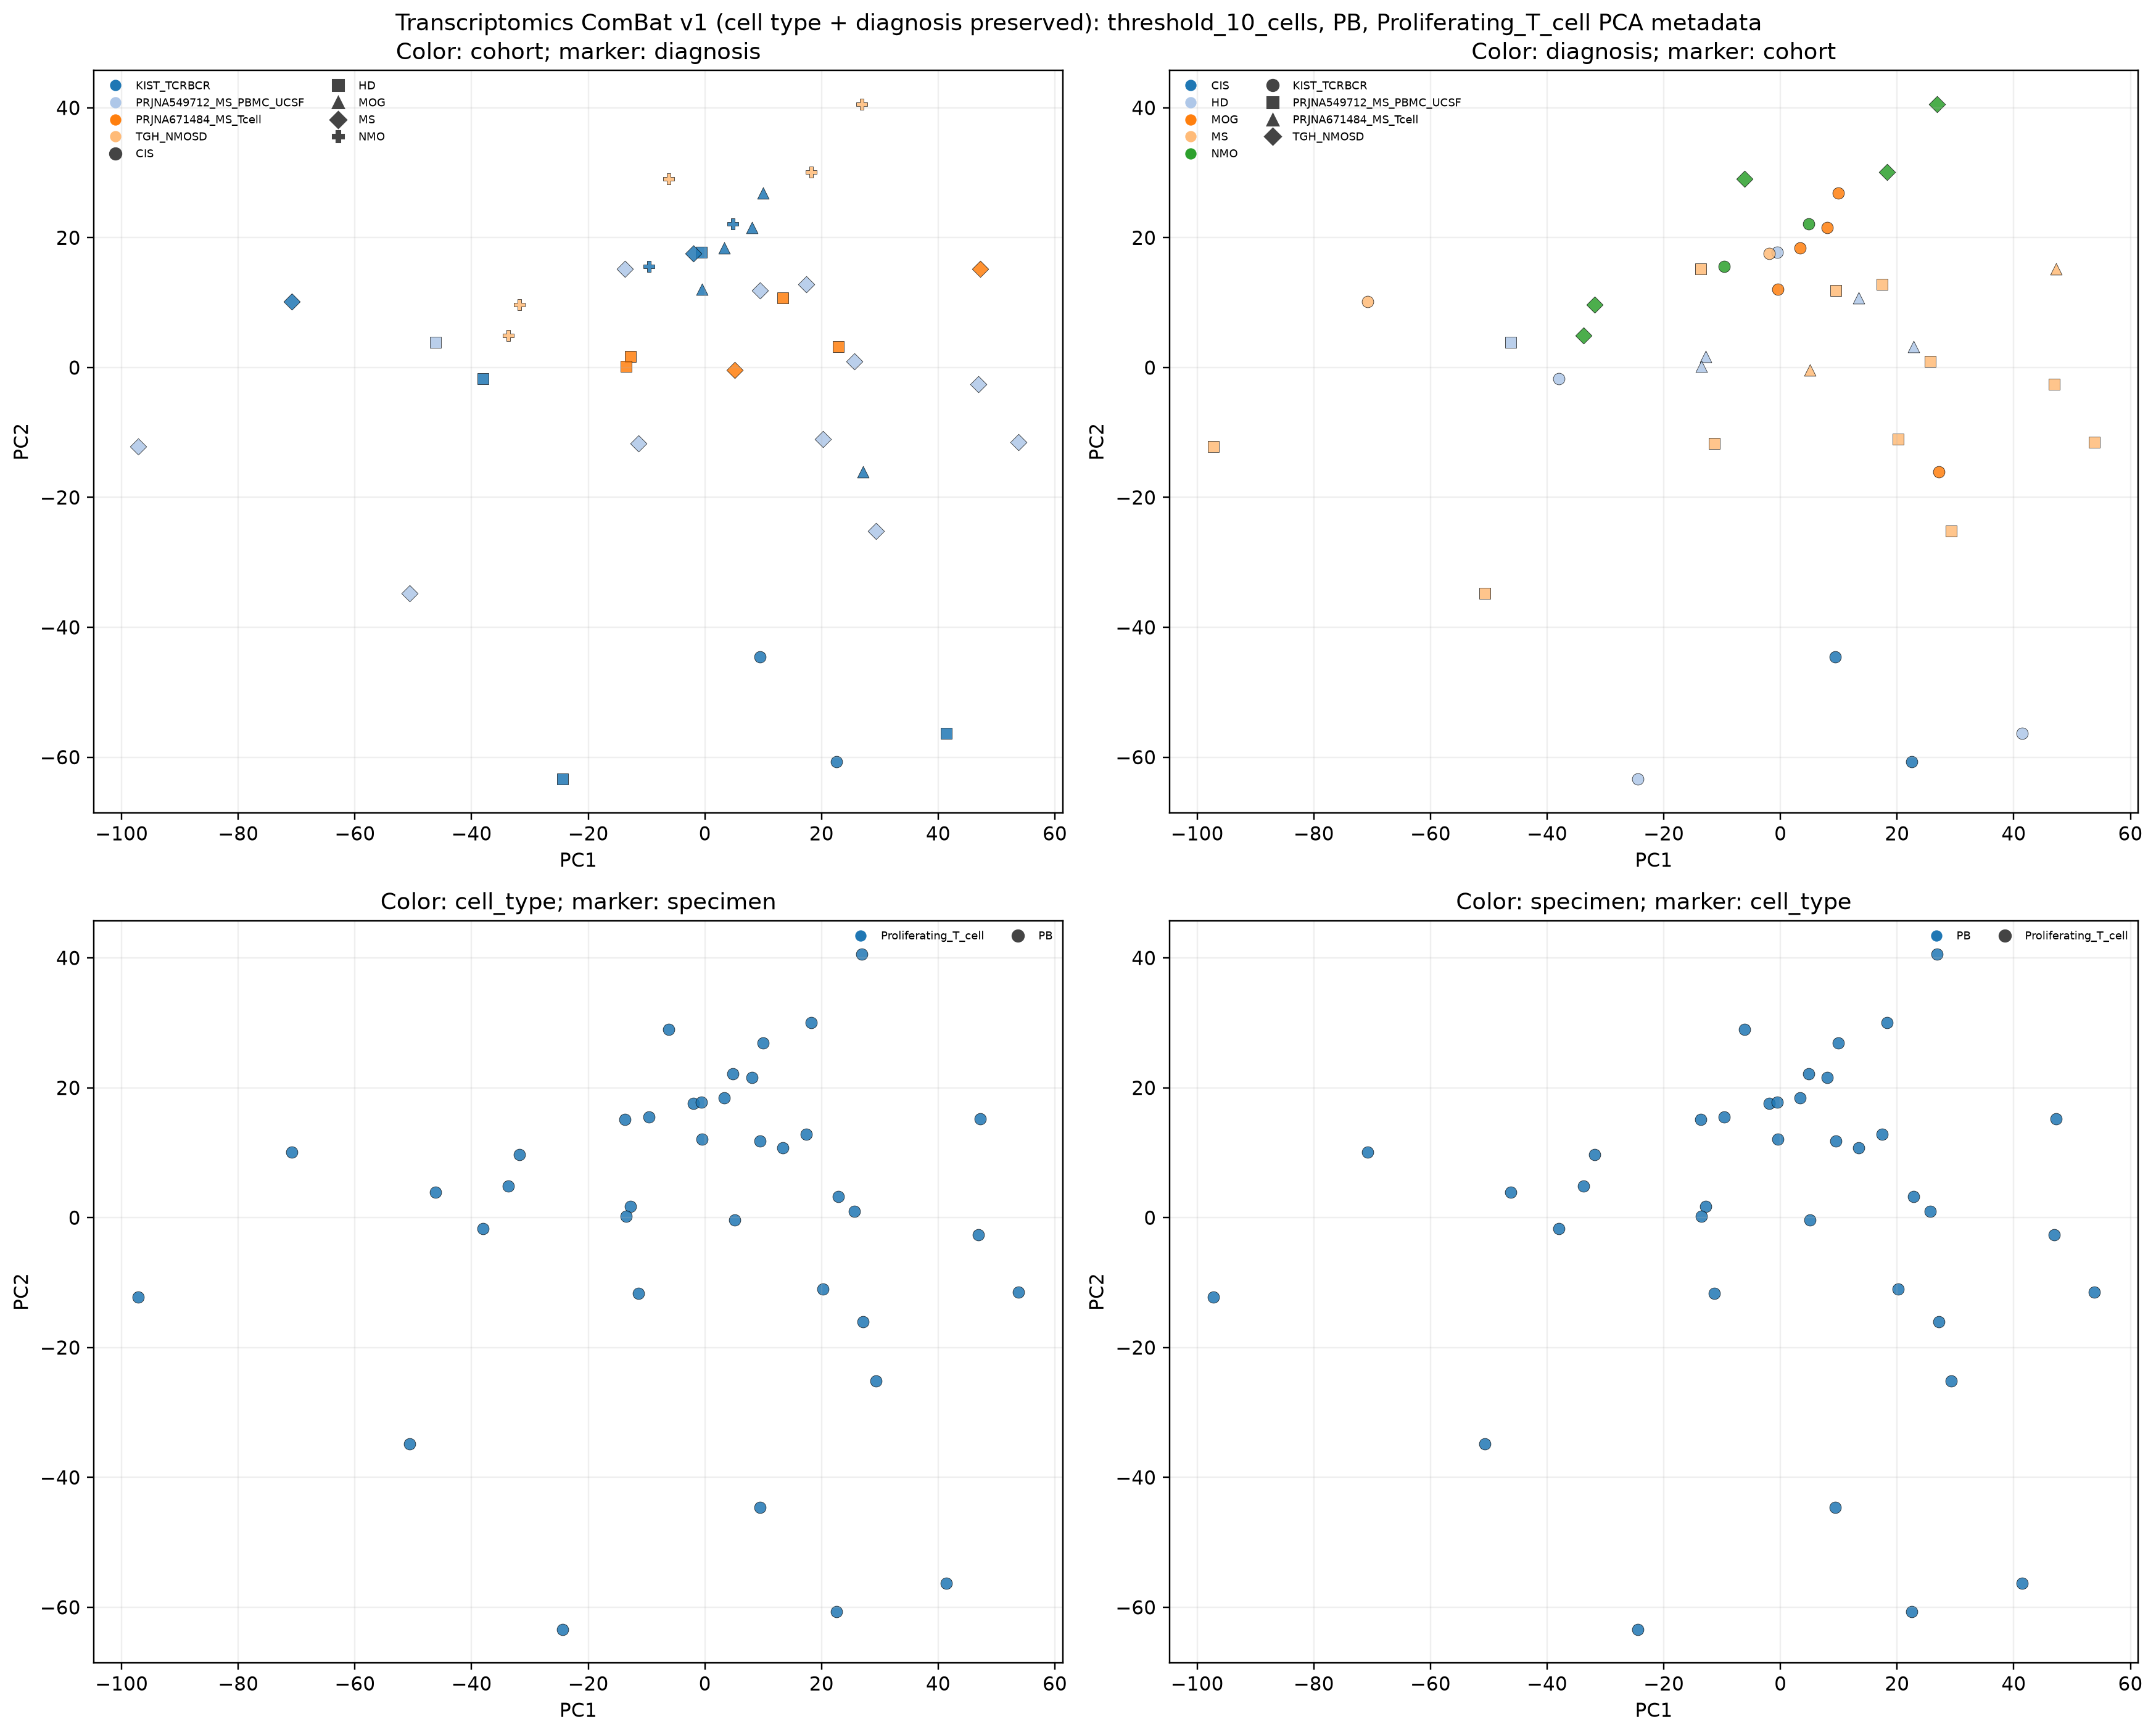 Transcriptomics ComBat v1 (cell type + diagnosis preserved): threshold_10_cells, PB, Proliferating_T_cell PCA metadata
Color: cohort; marker: diagnosis
KIST_TCRBCR
PRJNA549712_MS_PBMC_UCSF
PRJNA671484_MS_Tcell
TGH_NMOSD
CIS
HD
MOG
MS
NMO
40
20
0
−20
−40
−60
PC2
−100 −80 −60 −40 −20 0 20 40 60
PC1
Color: diagnosis; marker: cohort
CIS
HD
MOG
MS
NMO
KIST_TCRBCR
PRJNA549712_MS_PBMC_UCSF
PRJNA671484_MS_Tcell
TGH_NMOSD
40
20
0
−20
−40
−60
PC2
−100 −80 −60 −40 −20 0 20 40 60
PC1
Color: cell_type; marker: specimen
Proliferating_T_cell PB
40
20
0
−20
−40
−60
PC2
−100 −80 −60 −40 −20 0 20 40 60
PC1
Color: specimen; marker: cell_type
PB Proliferating_T_cell
40
20
0
−20
−40
−60
PC2
−100 −80 −60 −40 −20 0 20 40 60
PC1